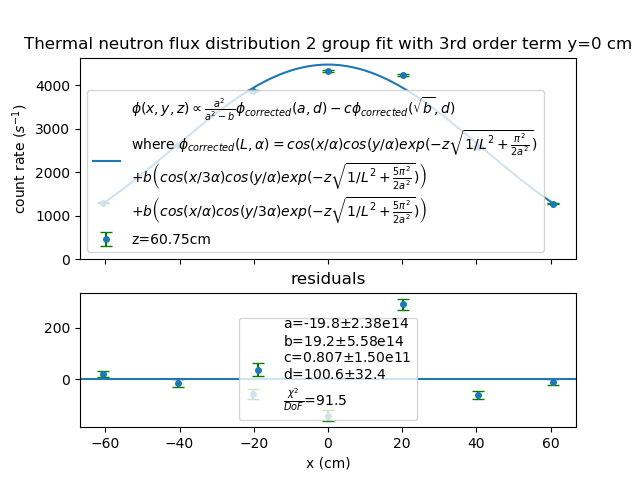 Thermal neutron flux distribution 2 group fit with 3rd order term y=0 cm
count rate (s⁻¹)
4000
3000
2000
1000
0
ϕ(x, y, z) ∝ a²/(a²−b) ϕ_corrected(a, d) − cϕ_corrected(√b, d)
where ϕ_corrected(L, α) = cos(x/α)cos(y/α)exp(−z√(1/L² + π²/2a²))
+b(cos(x/3α)cos(y/α)exp(−z√(1/L² + 5π²/2a²)))
+b(cos(x/α)cos(y/3α)exp(−z√(1/L² + 5π²/2a²)))
z=60.75cm
residuals
200
0
a=-19.8±2.38e14
b=19.2±5.58e14
c=0.807±1.50e11
d=100.6±32.4
χ²/DoF=91.5
−60 −40 −20 0 20 40 60
x (cm)